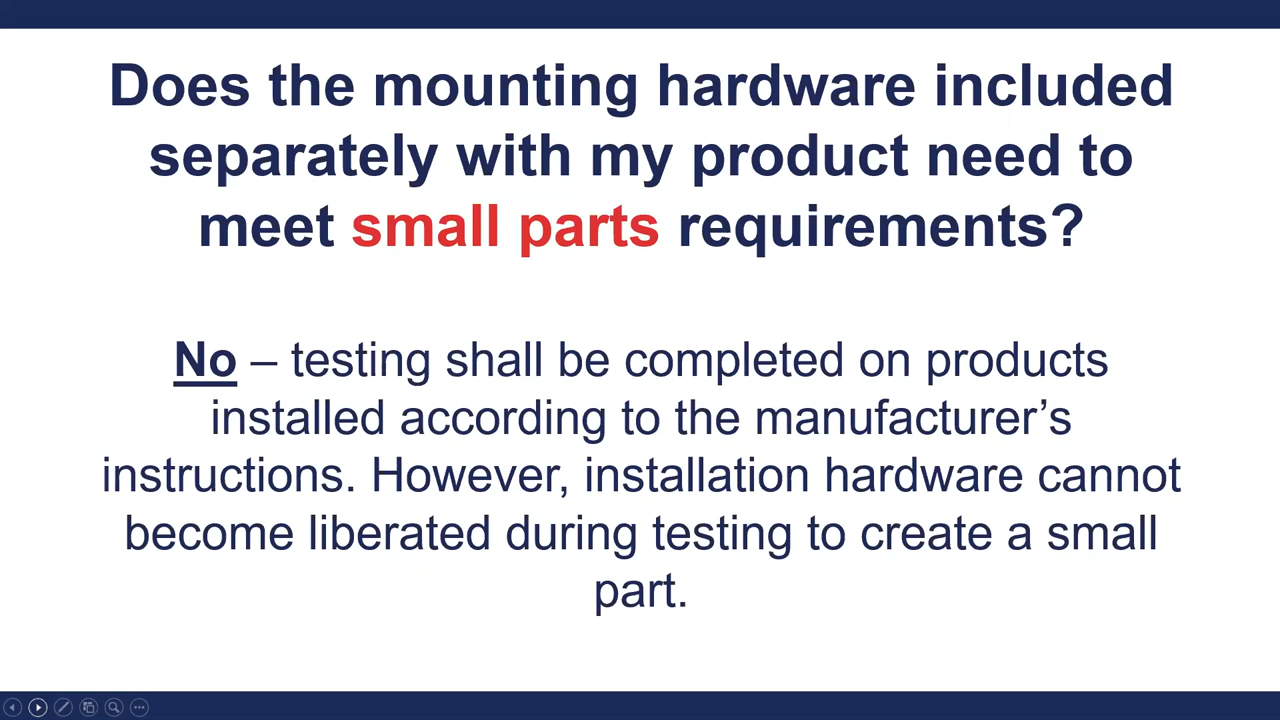 Does the mounting hardware included
separately with my product need to
meet small parts requirements?
No – testing shall be completed on products
installed according to the manufacturer’s
instructions. However, installation hardware cannot
become liberated during testing to create a small
part.